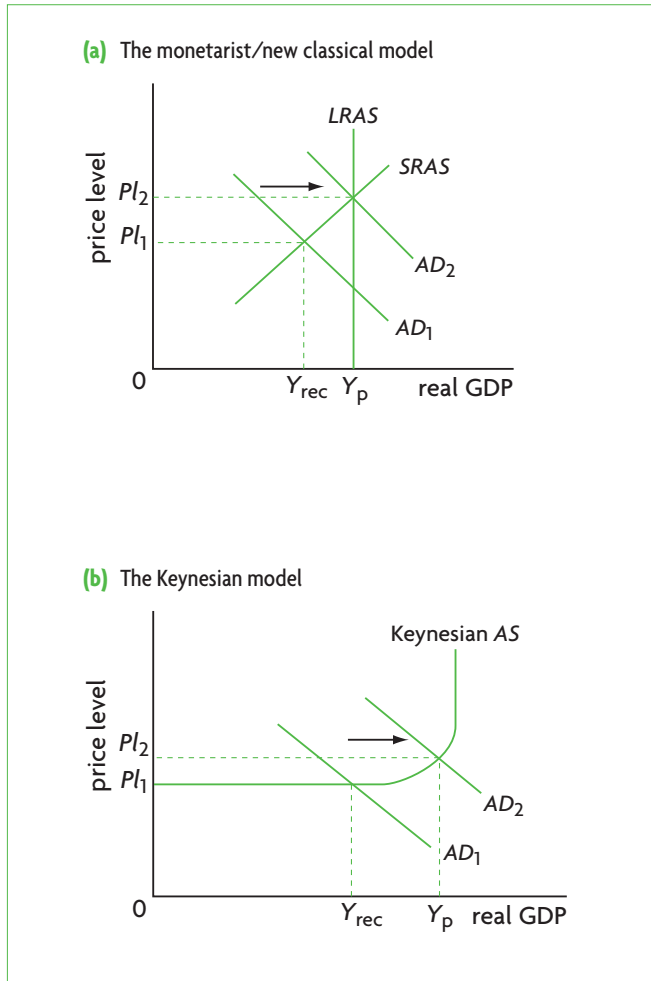 (a) The monetarist/new classical model
LRAS
SRAS
price level
Pl2
Pl1
AD2
AD1
0
Yrec
Yp
real GDP
(b) The Keynesian model
Keynesian AS
price level
Pl2
Pl1
AD2
AD1
0
Yrec
Yp
real GDP